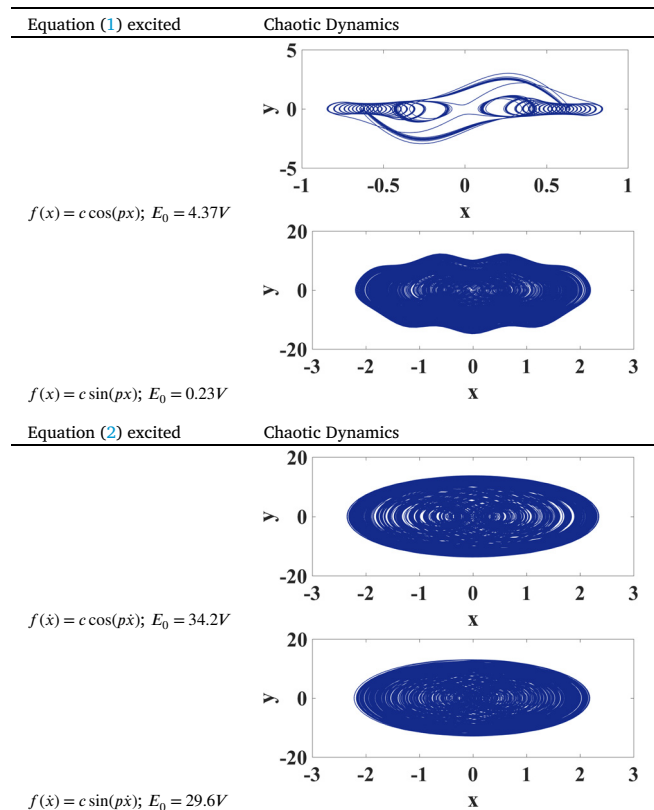 Equation (1) excited Chaotic Dynamics
5
y 0
-5
-1 -0.5 0 0.5 1
x
f(x) = c cos(px); E₀ = 4.37V
20
y 0
-20
-3 -2 -1 0 1 2 3
x
f(x) = c sin(px); E₀ = 0.23V
Equation (2) excited Chaotic Dynamics
20
y 0
-20
-3 -2 -1 0 1 2 3
x
f(ẋ) = c cos(pẋ); E₀ = 34.2V
20
y 0
-20
-3 -2 -1 0 1 2 3
x
f(ẋ) = c sin(pẋ); E₀ = 29.6V